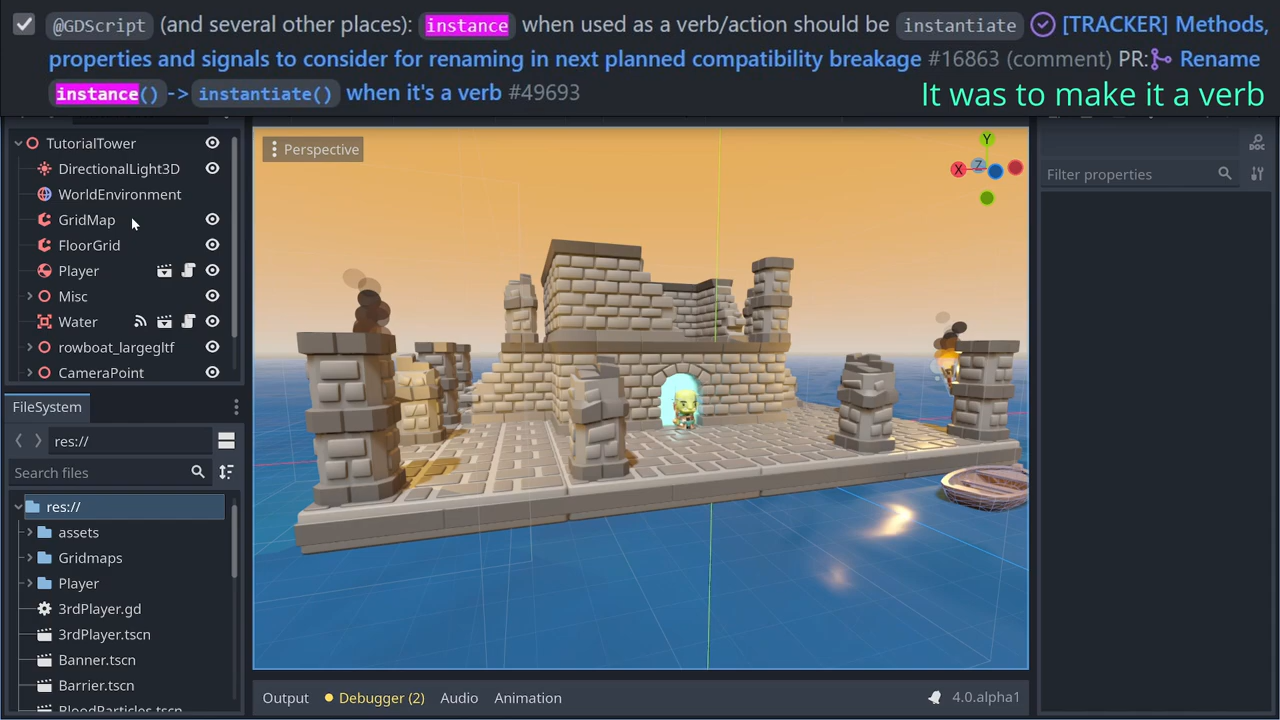 @GDScript (and several other places): instance when used as a verb/action should be instantiate [TRACKER] Methods,
properties and signals to consider for renaming in next planned compatibility breakage #16863 (comment) PR: Rename
instance() -> instantiate() when it's a verb #49693
It was to make it a verb
TutorialTower
DirectionalLight3D
WorldEnvironment
GridMap
FloorGrid
Player
Misc
Water
rowboat_largegltf
CameraPoint
FileSystem
res://
Search files
res://
assets
Gridmaps
Player
3rdPlayer.gd
3rdPlayer.tscn
Banner.tscn
Barrier.tscn
BloodParticles.tscn
Perspective
Y
X
Z
Output
Debugger (2)
Audio
Animation
4.0.alpha1
DOC
Filter properties